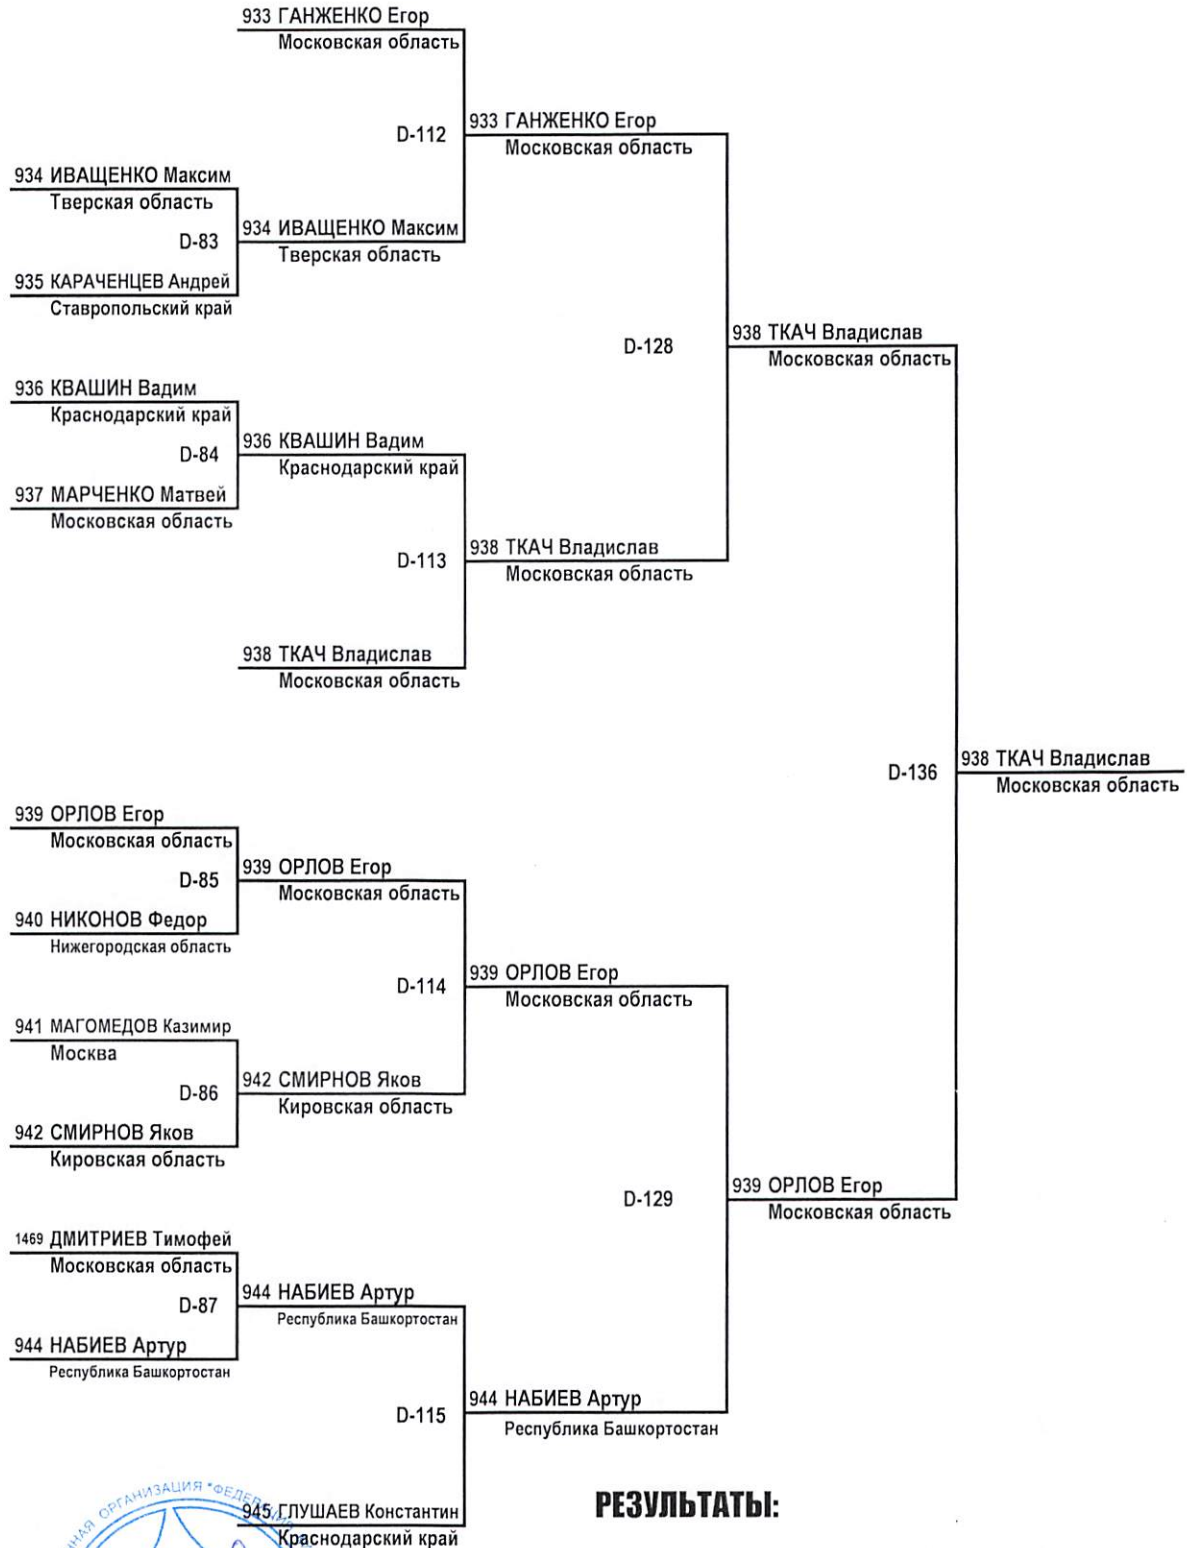 933 ГАНЖЕНКО Егор
Московская область
D-112
933 ГАНЖЕНКО Егор
Московская область
934 ИВАЩЕНКО Максим
Тверская область
D-83
934 ИВАЩЕНКО Максим
Тверская область
935 КАРАЧЕНЦЕВ Андрей
Ставропольский край
D-128
938 ТКАЧ Владислав
Московская область
936 КВАШИН Вадим
Краснодарский край
D-84
936 КВАШИН Вадим
Краснодарский край
937 МАРЧЕНКО Матвей
Московская область
D-113
938 ТКАЧ Владислав
Московская область
938 ТКАЧ Владислав
Московская область
D-136
938 ТКАЧ Владислав
Московская область
939 ОРЛОВ Егор
Московская область
D-85
939 ОРЛОВ Егор
Московская область
940 НИКОНОВ Федор
Нижегородская область
D-114
939 ОРЛОВ Егор
Московская область
941 МАГОМЕДОВ Казимир
Москва
D-86
942 СМИРНОВ Яков
Кировская область
942 СМИРНОВ Яков
Кировская область
D-129
939 ОРЛОВ Егор
Московская область
1469 ДМИТРИЕВ Тимофей
Московская область
D-87
944 НАБИЕВ Артур
Республика Башкортостан
944 НАБИЕВ Артур
Республика Башкортостан
D-115
944 НАБИЕВ Артур
Республика Башкортостан
945 ГЛУШАЕВ Константин
Краснодарский край
РЕЗУЛЬТАТЫ:
ОРГАНИЗАЦИЯ